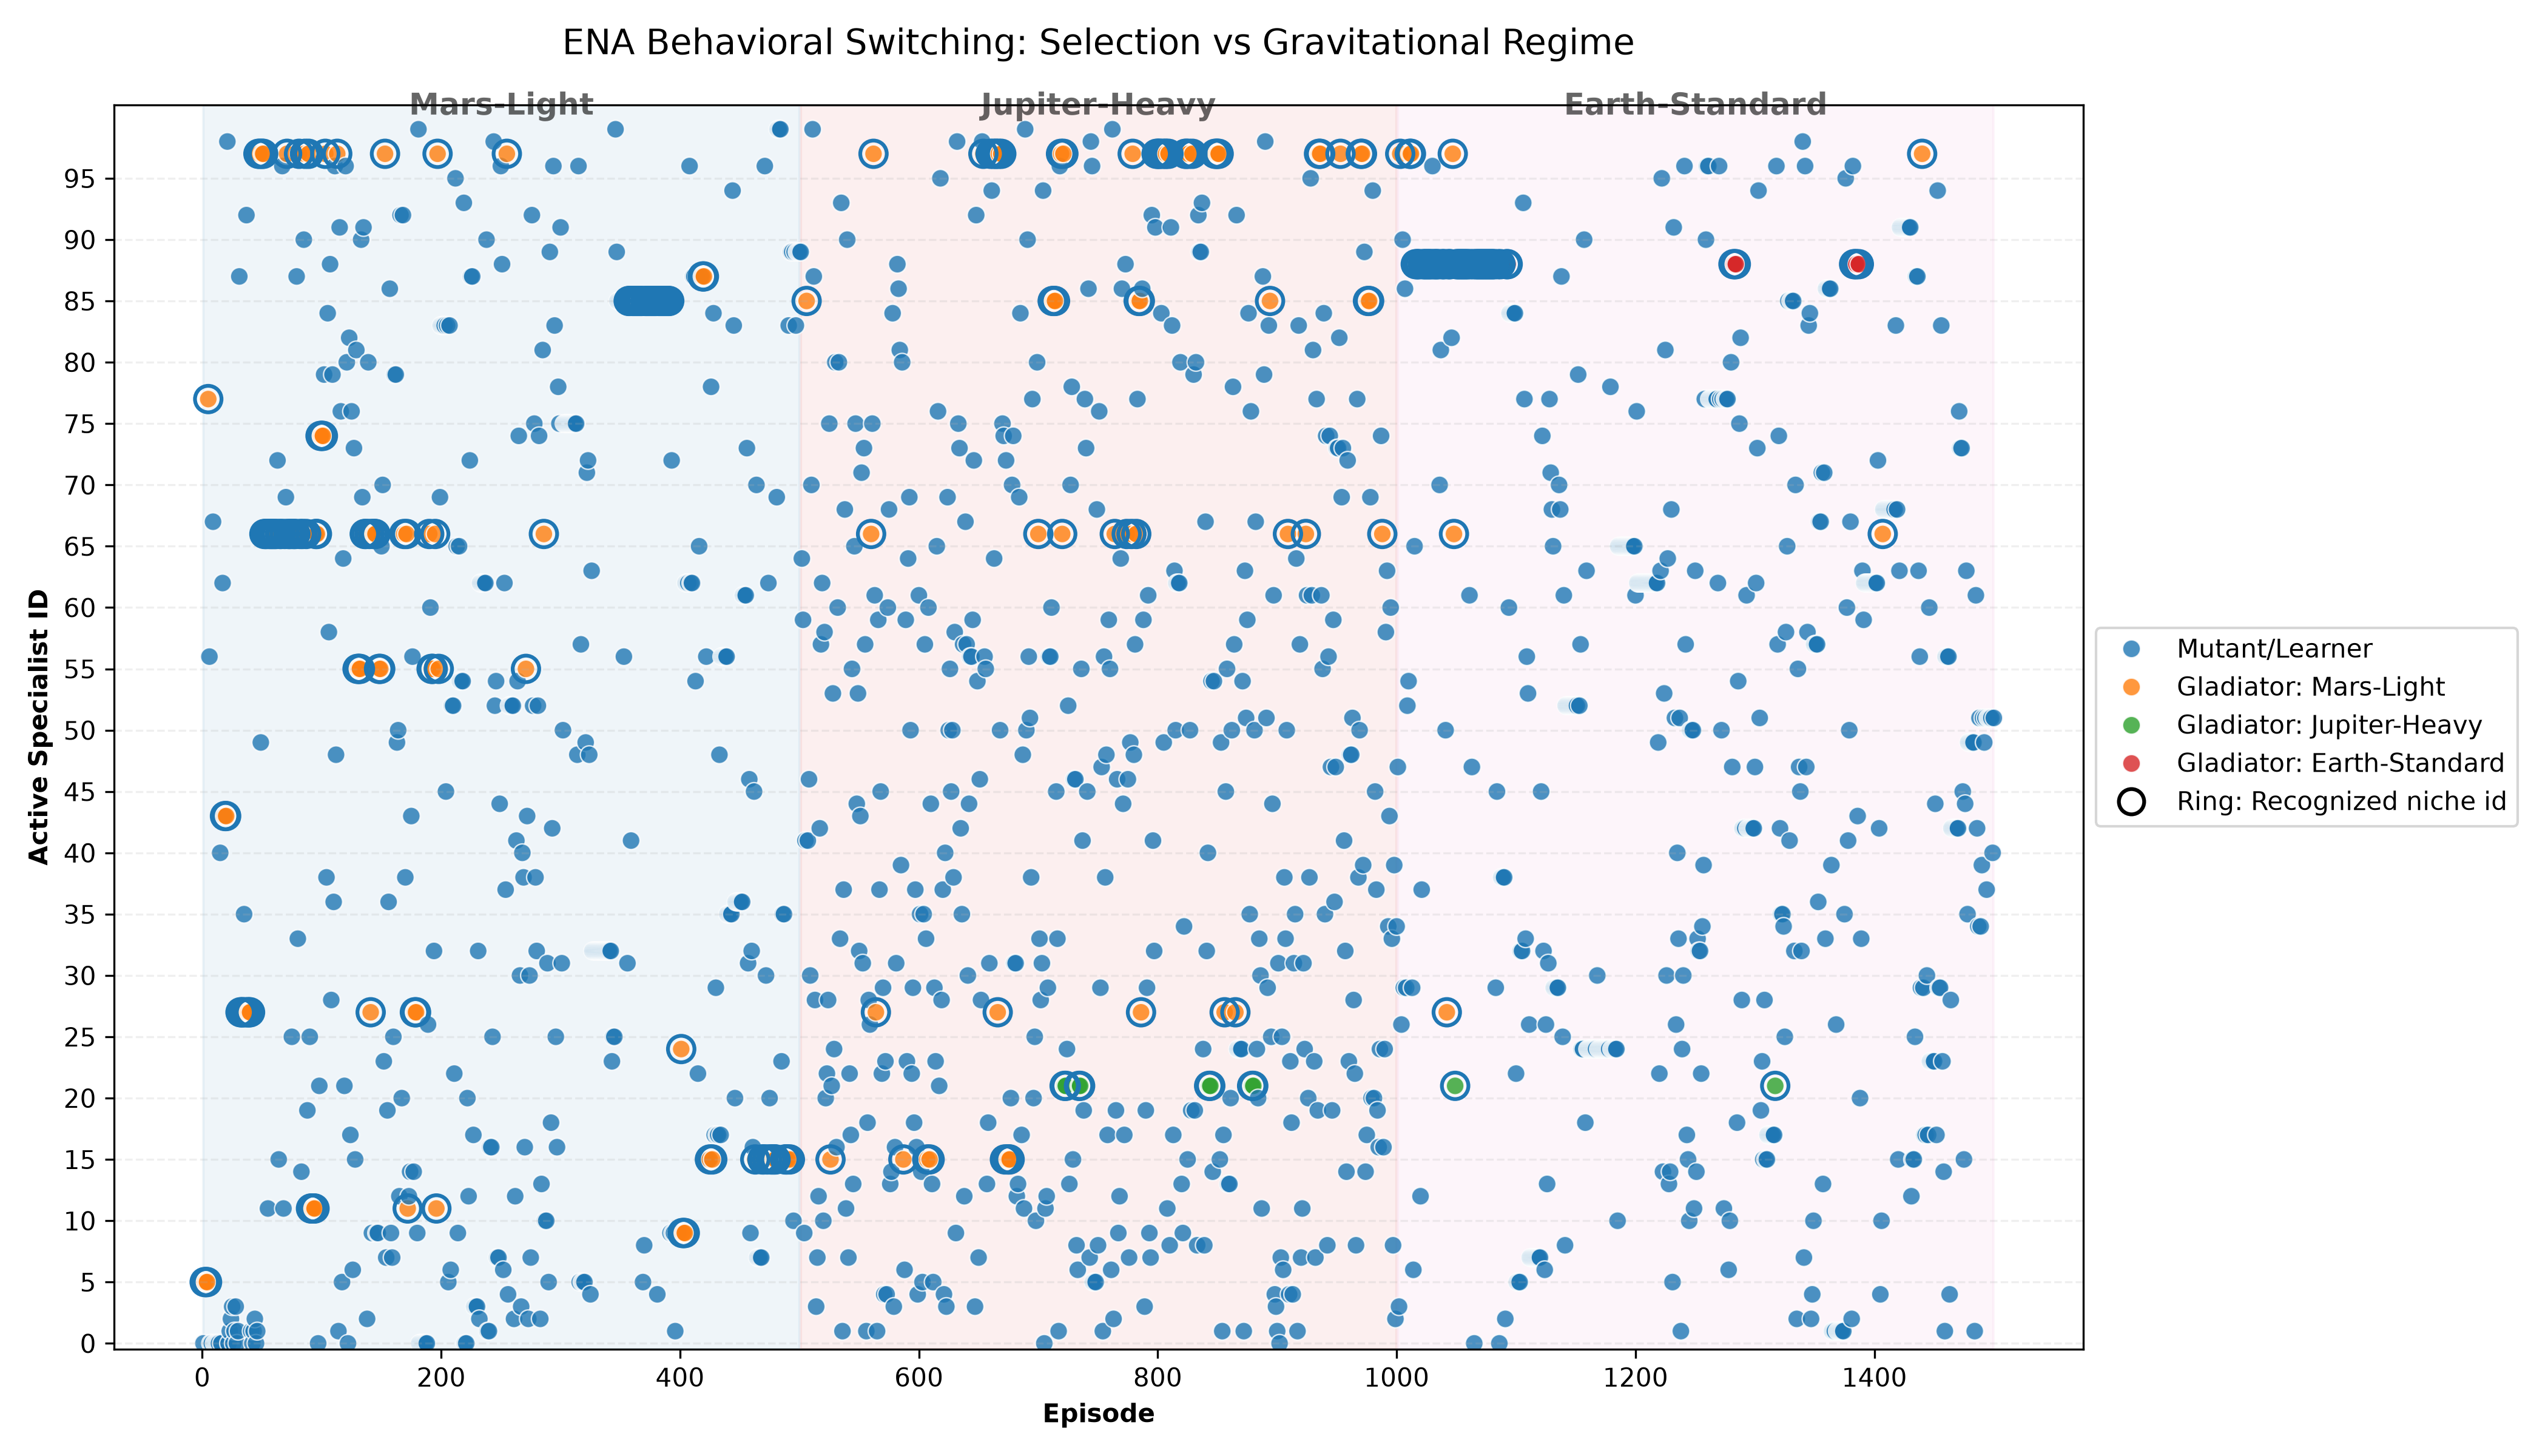 ENA Behavioral Switching: Selection vs Gravitational Regime
Mars-Light
Jupiter-Heavy
Earth-Standard
95
90
85
80
75
70
65
60
55
50
45
40
35
30
25
20
15
10
5
0
Active Specialist ID
0 200 400 600 800 1000 1200 1400
Episode
Mutant/Learner
Gladiator: Mars-Light
Gladiator: Jupiter-Heavy
Gladiator: Earth-Standard
Ring: Recognized niche id